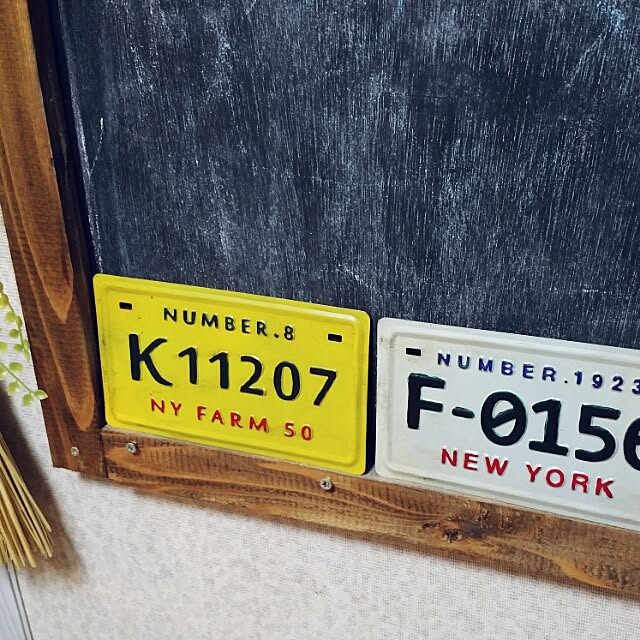 NUMBER.8
K11207
NY FARM 50
NUMBER.1923
F-0156
NEW YORK